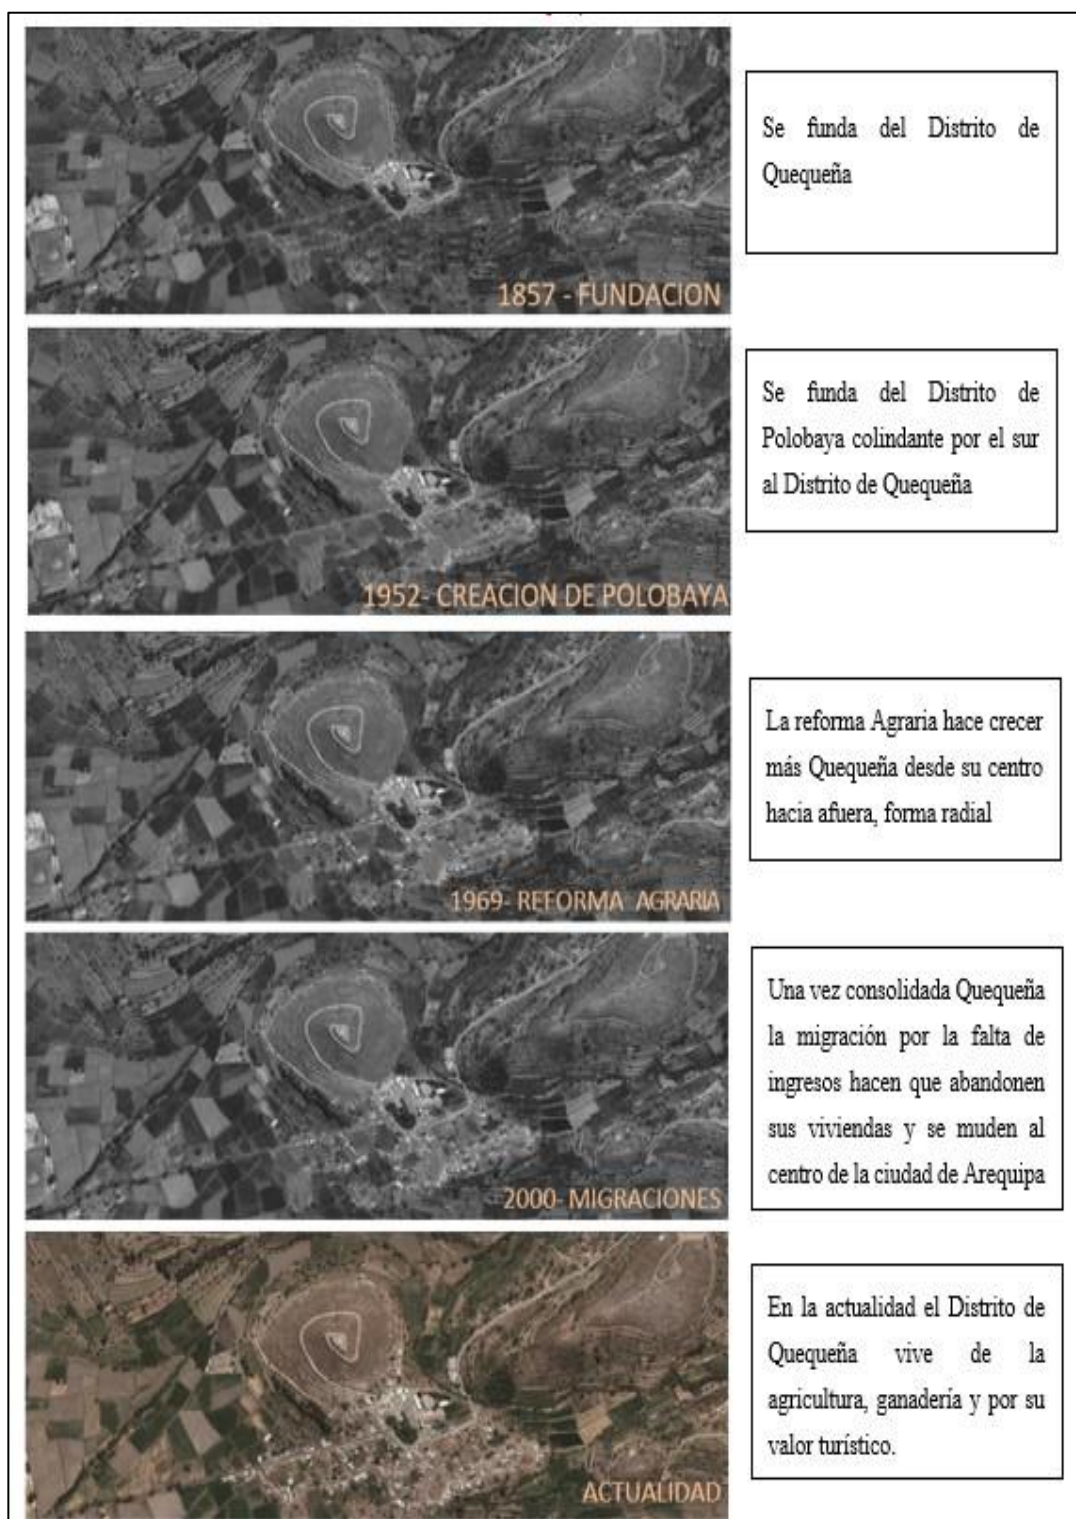 Se funda del Distrito de
Quequeña
1857 - FUNDACION
Se funda del Distrito de
Polobaya colindante por el sur
al Distrito de Quequeña
1952- CREACION DE POLOBAYA
La reforma Agraria hace crecer
más Quequeña desde su centro
hacia afuera, forma radial
1969- REFORMA AGRARIA
Una vez consolidada Quequeña
la migración por la falta de
ingresos hacen que abandonen
sus viviendas y se muden al
centro de la ciudad de Arequipa
2000- MIGRACIONES
En la actualidad el Distrito de
Quequeña vive de la
agricultura, ganadería y por su
valor turístico.
ACTUALIDAD